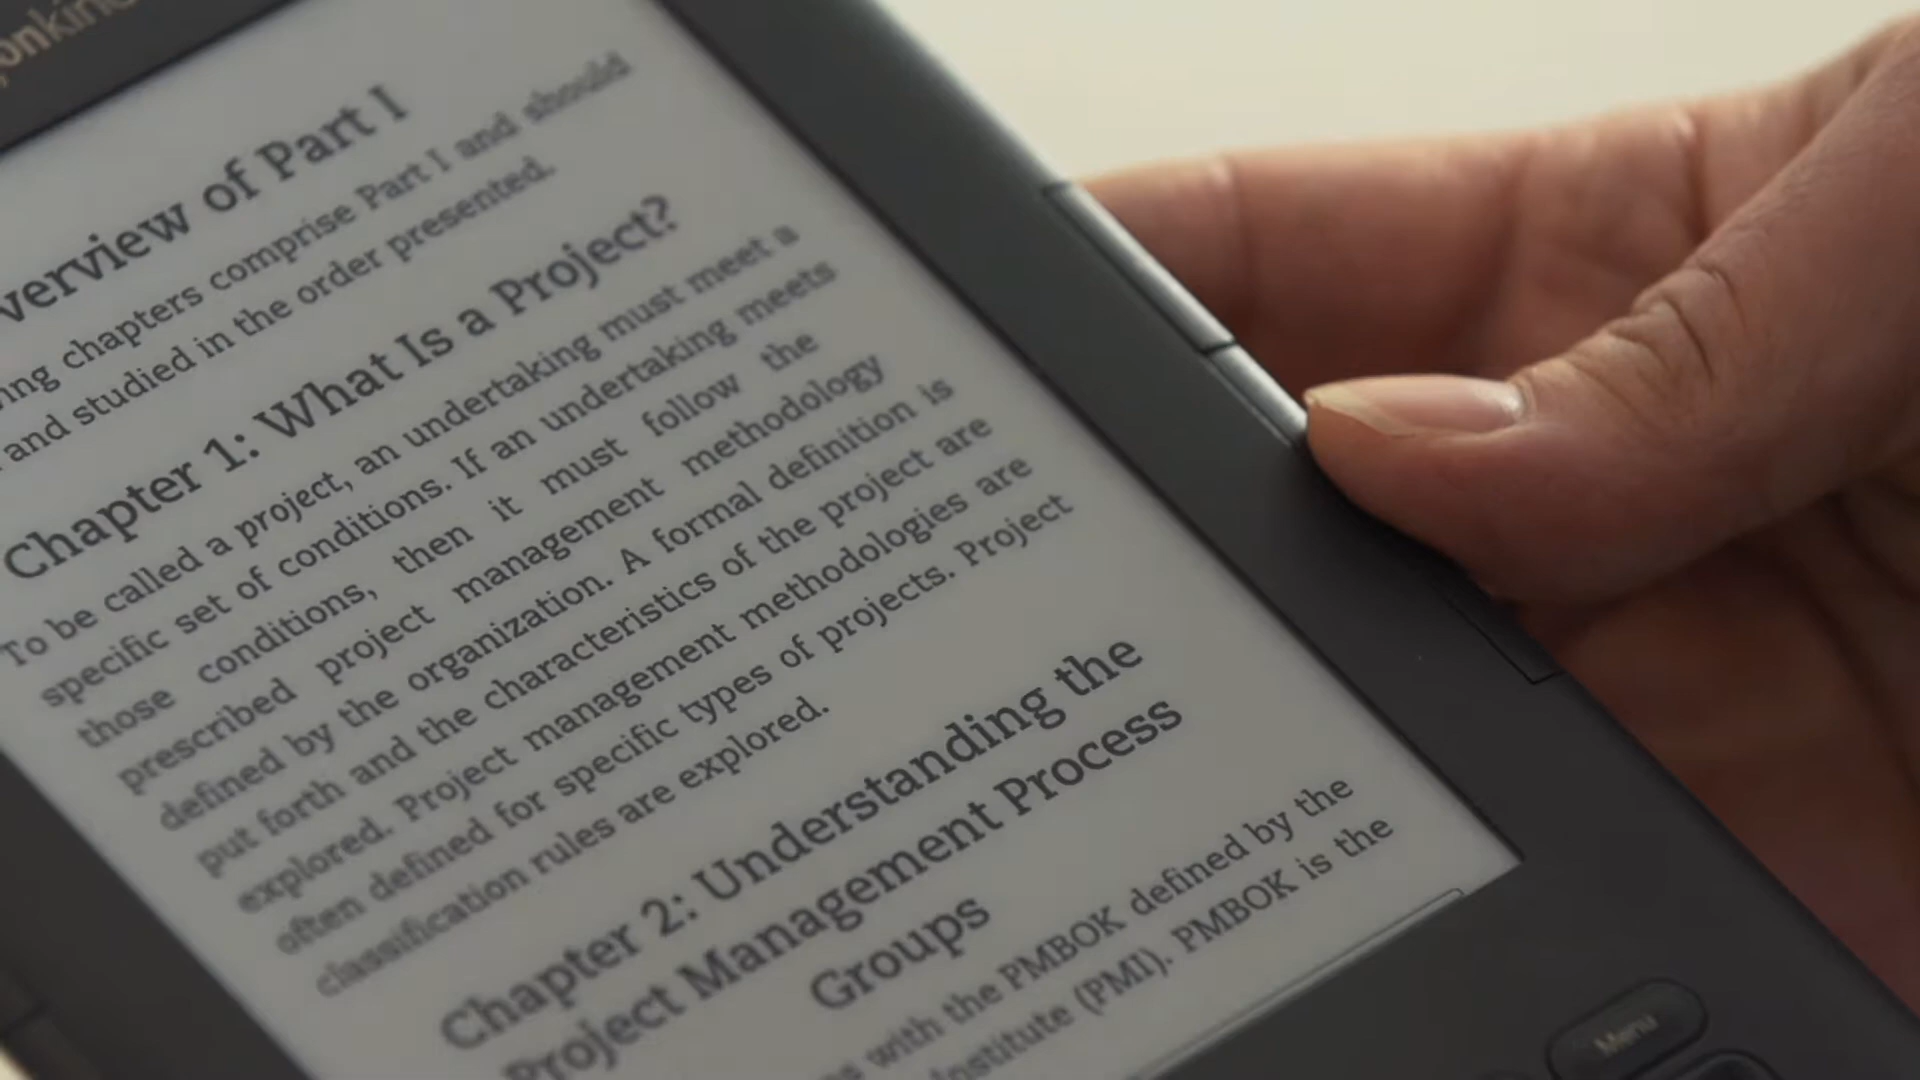 verview of Part I
chapters comprise Part I and should
and studied in the order presented.
Chapter 1: What Is a Project?
To be called a project, an undertaking must meet a
specific set of conditions. If an undertaking meets
those conditions, then it must follow the
prescribed project management methodology
defined by the organization. A formal definition is
put forth and the characteristics of the project are
explored. Project management methodologies are
often defined for specific types of projects. Project
classification rules are explored.
Chapter 2: Understanding the
Project Management Process
Groups
with the PMBOK defined by the
nstitute (PMI). PMBOK is the
Menu